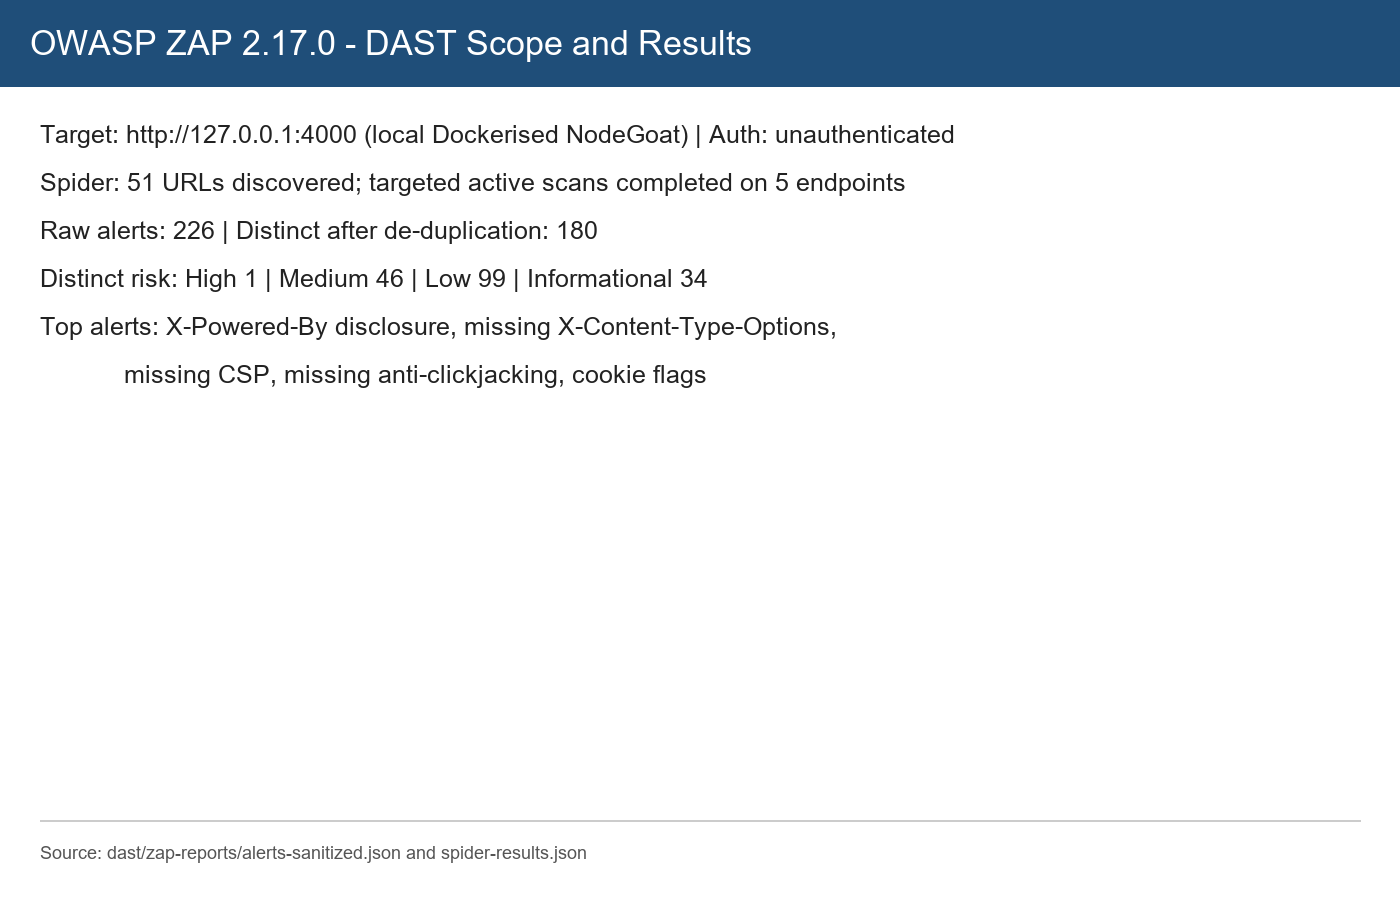 OWASP ZAP 2.17.0 - DAST Scope and Results
Target: http://127.0.0.1:4000 (local Dockerised NodeGoat) | Auth: unauthenticated
Spider: 51 URLs discovered; targeted active scans completed on 5 endpoints
Raw alerts: 226 | Distinct after de-duplication: 180
Distinct risk: High 1 | Medium 46 | Low 99 | Informational 34
Top alerts: X-Powered-By disclosure, missing X-Content-Type-Options,
missing CSP, missing anti-clickjacking, cookie flags
Source: dast/zap-reports/alerts-sanitized.json and spider-results.json